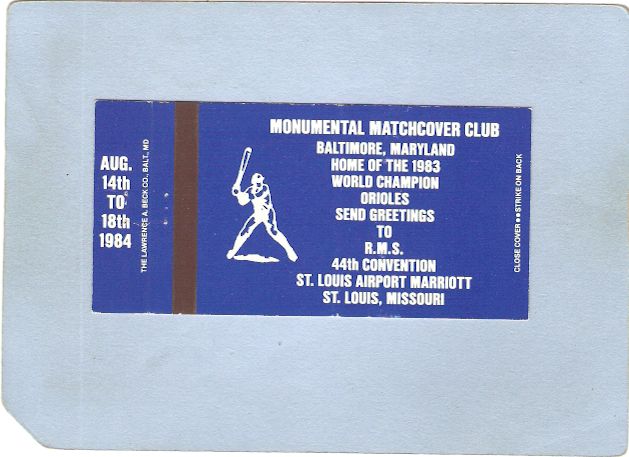 AUG.
14th
TO
18th
1984
THE LAWRENCE A. BECK CO., BALT., MD
MONUMENTAL MATCHCOVER CLUB
BALTIMORE, MARYLAND
HOME OF THE 1983
WORLD CHAMPION
ORIOLES
SEND GREETINGS
TO
R.M.S.
44th CONVENTION
ST. LOUIS AIRPORT MARRIOTT
ST. LOUIS, MISSOURI
CLOSE COVER ●● STRIKE ON BACK